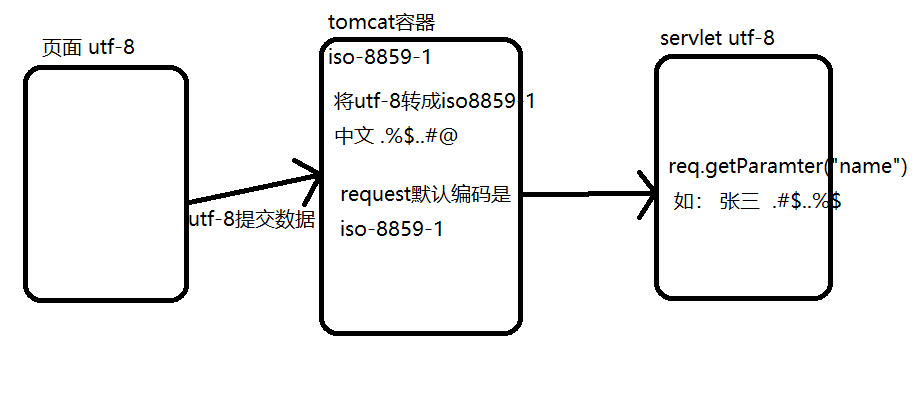 页面 utf-8
utf-8提交数据
tomcat容器
iso-8859-1
将utf-8转成iso8859-1
中文 .%$..#@
request默认编码是
iso-8859-1
servlet utf-8
req.getParamter("name")
如： 张三 .#$..%$